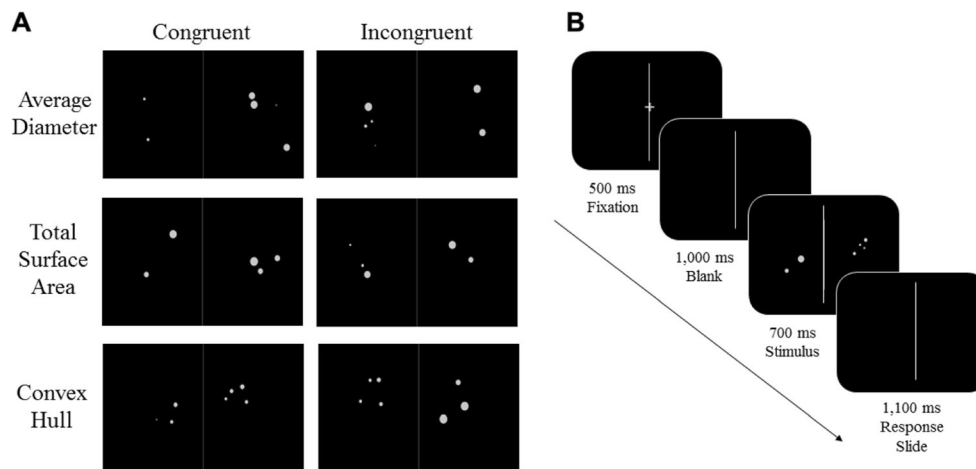 A
Congruent
Incongruent
Average
Diameter
Total
Surface
Area
Convex
Hull
B
500 ms
Fixation
1,000 ms
Blank
700 ms
Stimulus
1,100 ms
Response
Slide